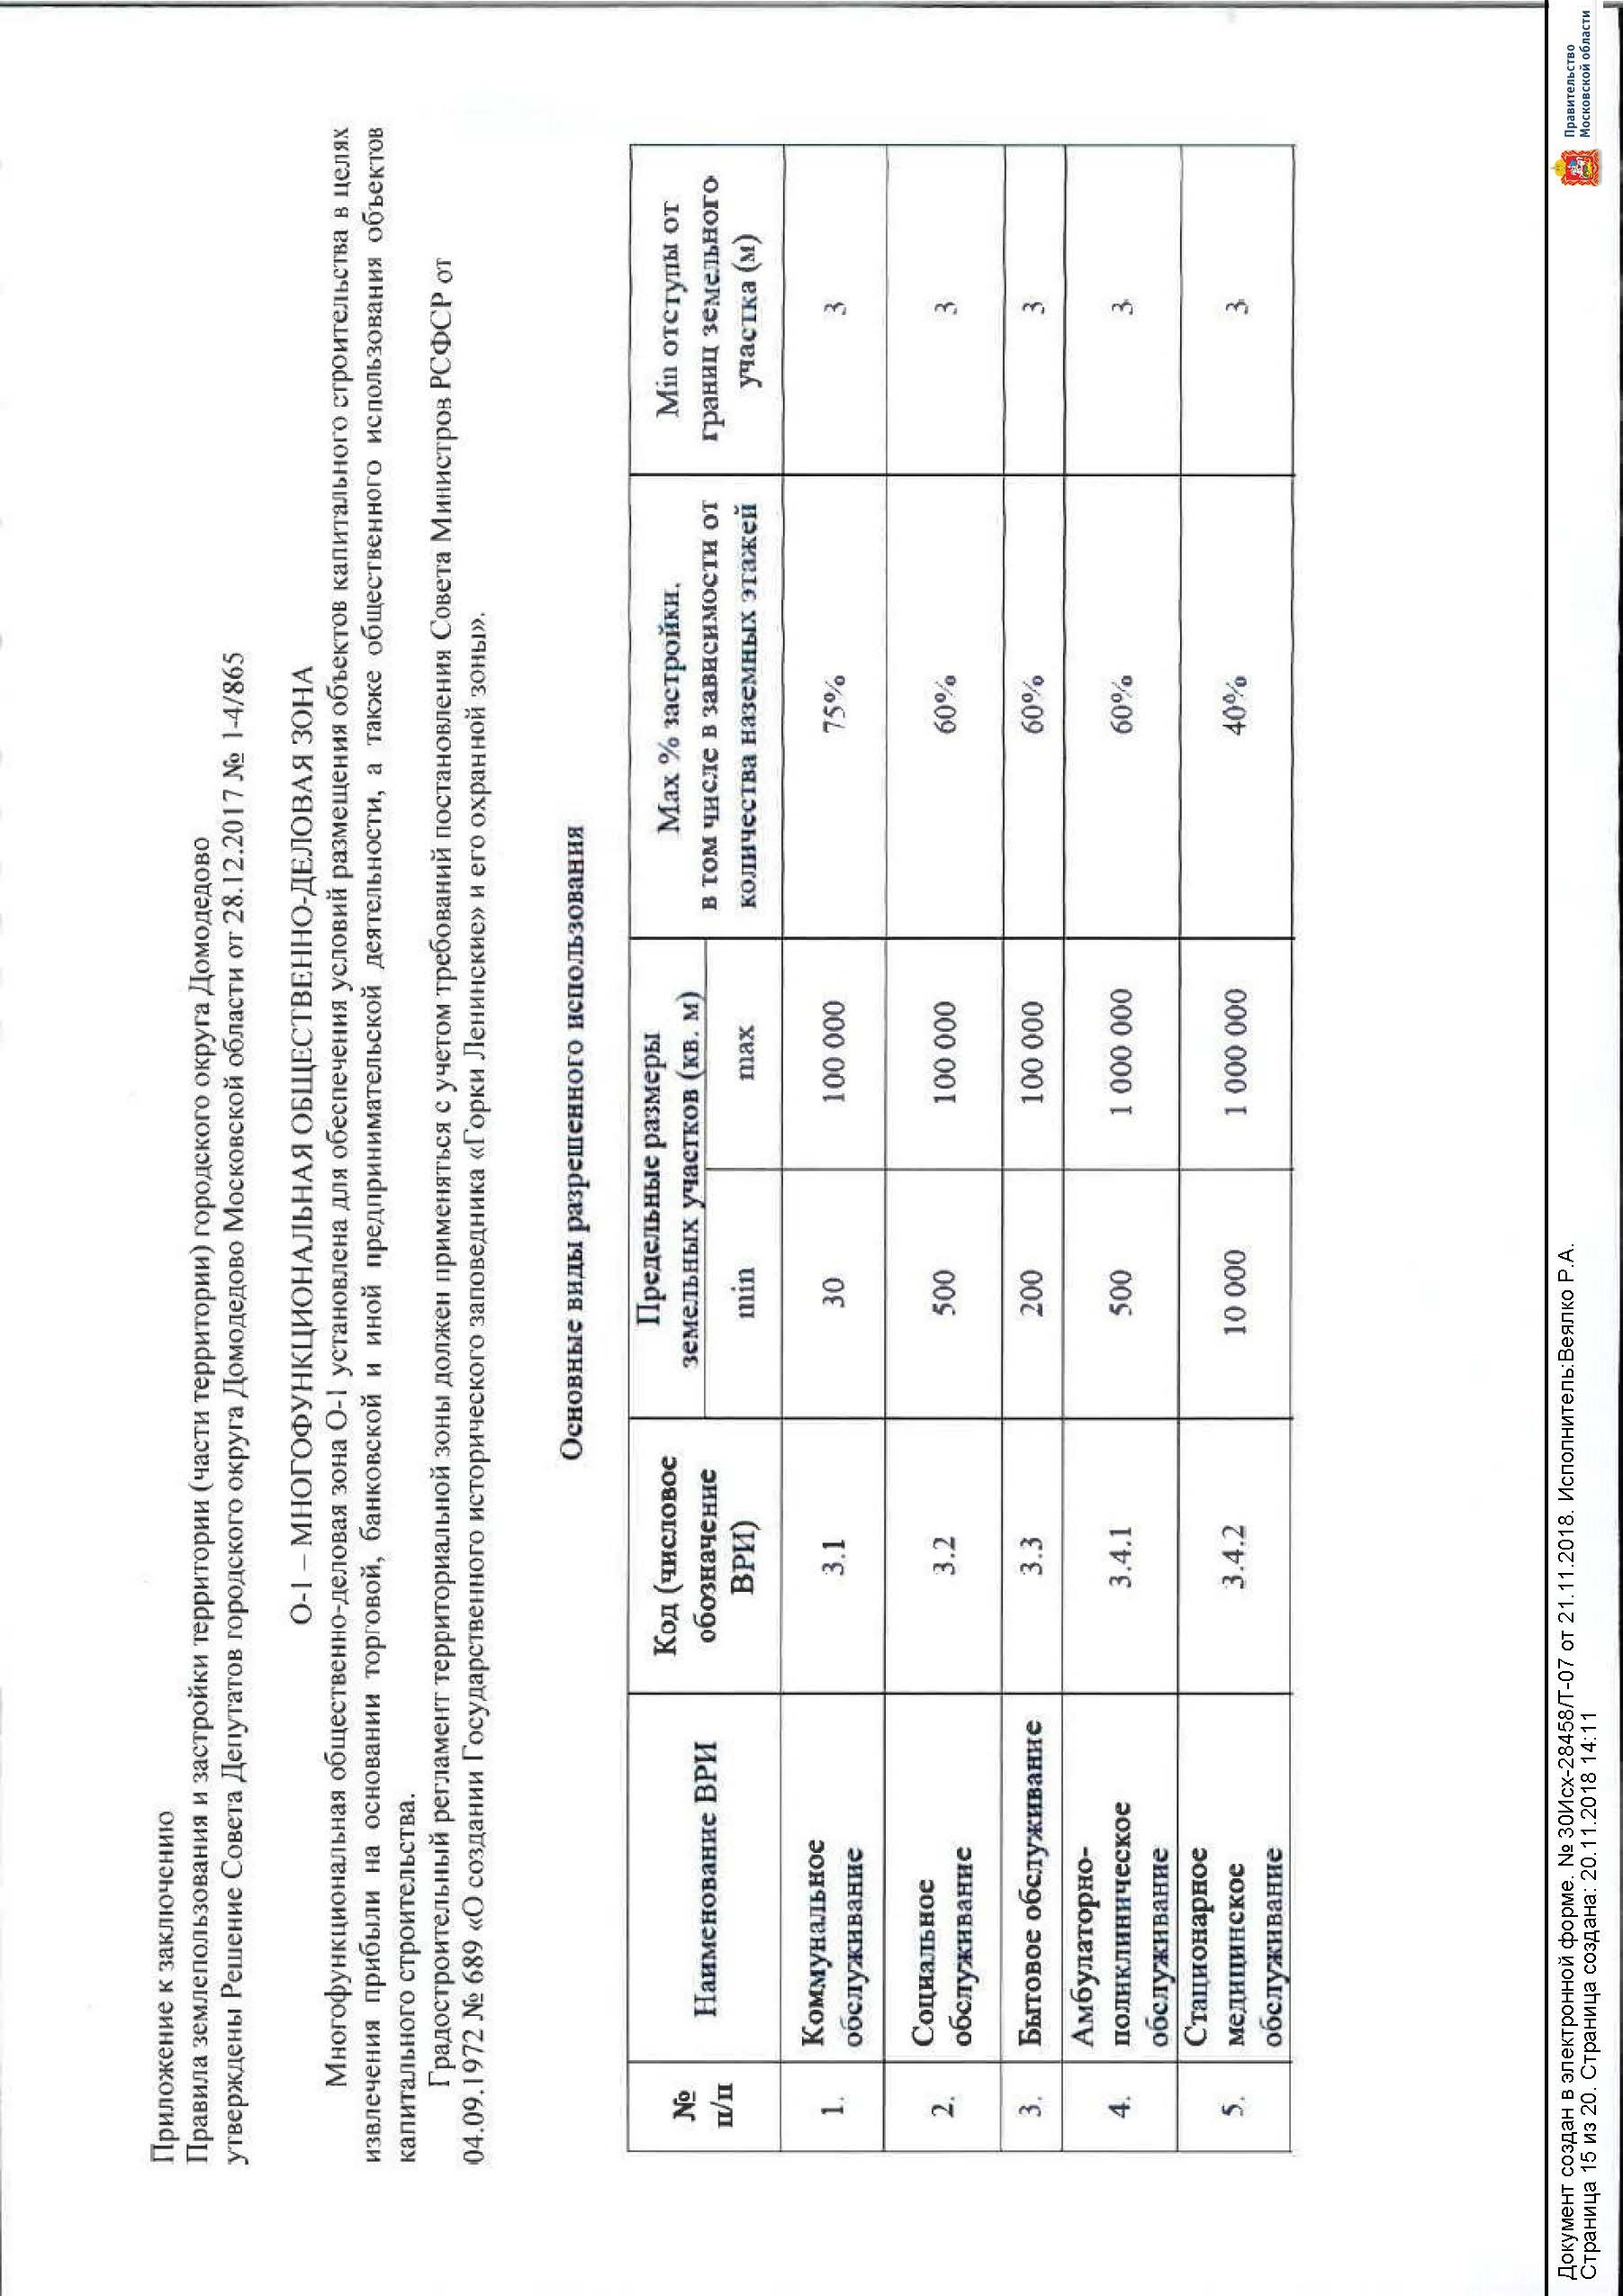 Приложение к заключению
Правила землепользования и застройки территории (части территории) городского округа Домодедово
утверждены Решение Совета Депутатов городского округа Домодедово Московской области от 28.12.2017 № 1-4/865
О-1 – МНОГОФУНКЦИОНАЛЬНАЯ ОБЩЕСТВЕННО-ДЕЛОВАЯ ЗОНА
Многофункциональная общественно-деловая зона О-1 установлена для обеспечения условий размещения объектов капитального строительства в целях
извлечения прибыли на основании торговой, банковской и иной предпринимательской деятельности, а также общественного использования объектов
капитального строительства.
Градостроительный регламент территориальной зоны должен применяться с учетом требований постановления Совета Министров РСФСР от
04.09.1972 № 689 «О создании Государственного исторического заповедника «Горки Ленинские» и его охранной зоны».
Основные виды разрешенного использования
№
п/п
Наименование ВРИ
Код (числовое
обозначение
ВРИ)
Предельные размеры
земельных участков (кв. м)
min
max
Max % застройки,
в том числе в зависимости от
количества наземных этажей
Min отступы от
границ земельного
участка (м)
1.
Коммунальное
обслуживание
3.1
30
100 000
75%
3
2.
Социальное
обслуживание
3.2
500
100 000
60%
3
3.
Бытовое обслуживание
3.3
200
100 000
60%
3
4.
Амбулаторно-
поликлиническое
обслуживание
3.4.1
500
1 000 000
60%
3
5.
Стационарное
медицинское
обслуживание
3.4.2
10 000
1 000 000
40%
3
Документ создан в электронной форме. № 30Исх-28458/Т-07 от 21.11.2018. Исполнитель:Веялко Р.А.
Страница 15 из 20. Страница создана: 20.11.2018 14:11
Правительство
Московской области